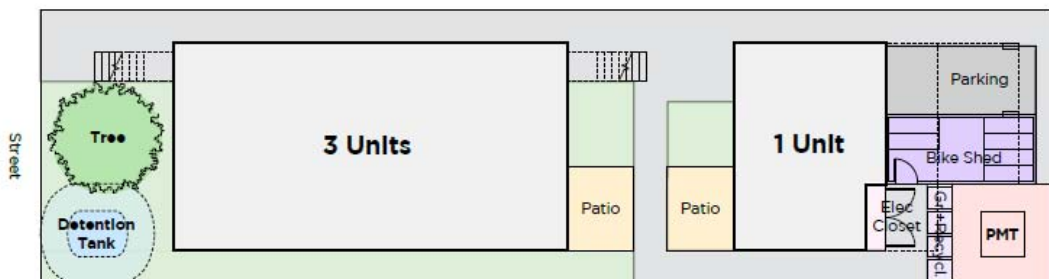 Street
Tree
Detention
Tank
3 Units
Patio
Patio
1 Unit
Parking
Bike Shed
Elec
Closet
PMT